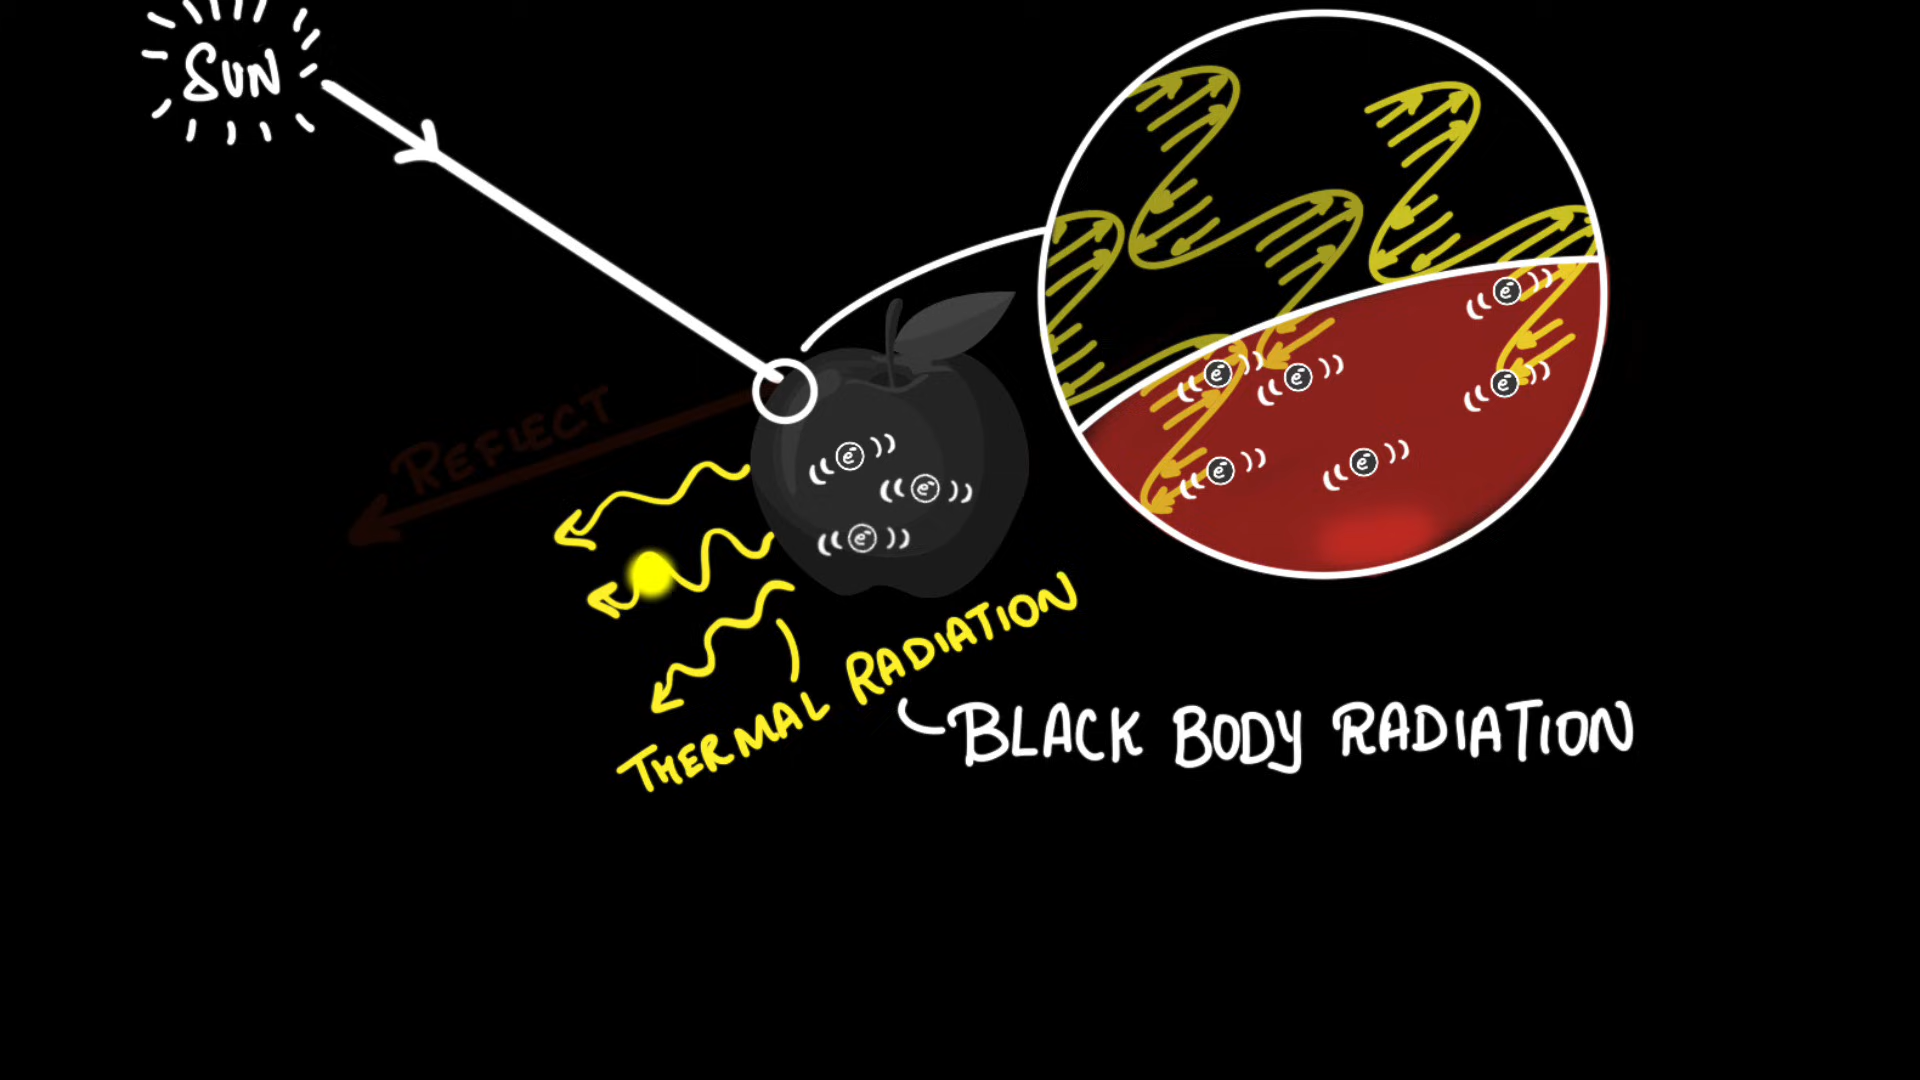 SUN
REFLECT
e⁻
e⁻
e⁻
e⁻
e⁻
e⁻
e⁻
e⁻
e⁻
e⁻
THERMAL RADIATION
BLACK BODY RADIATION